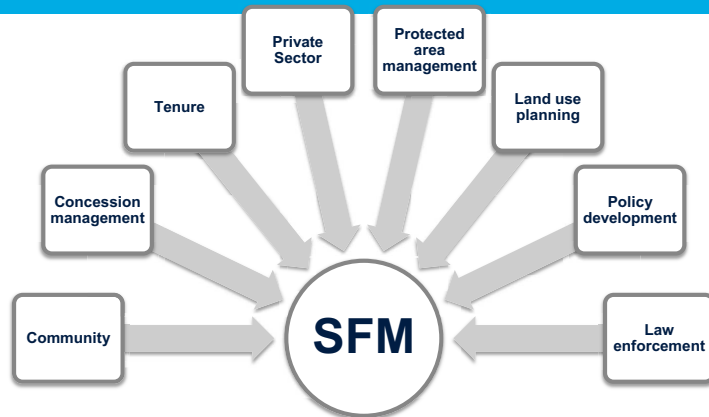 Private
Sector
Protected
area
management
Tenure
Land use
planning
Concession
management
Policy
development
Community
SFM
Law
enforcement